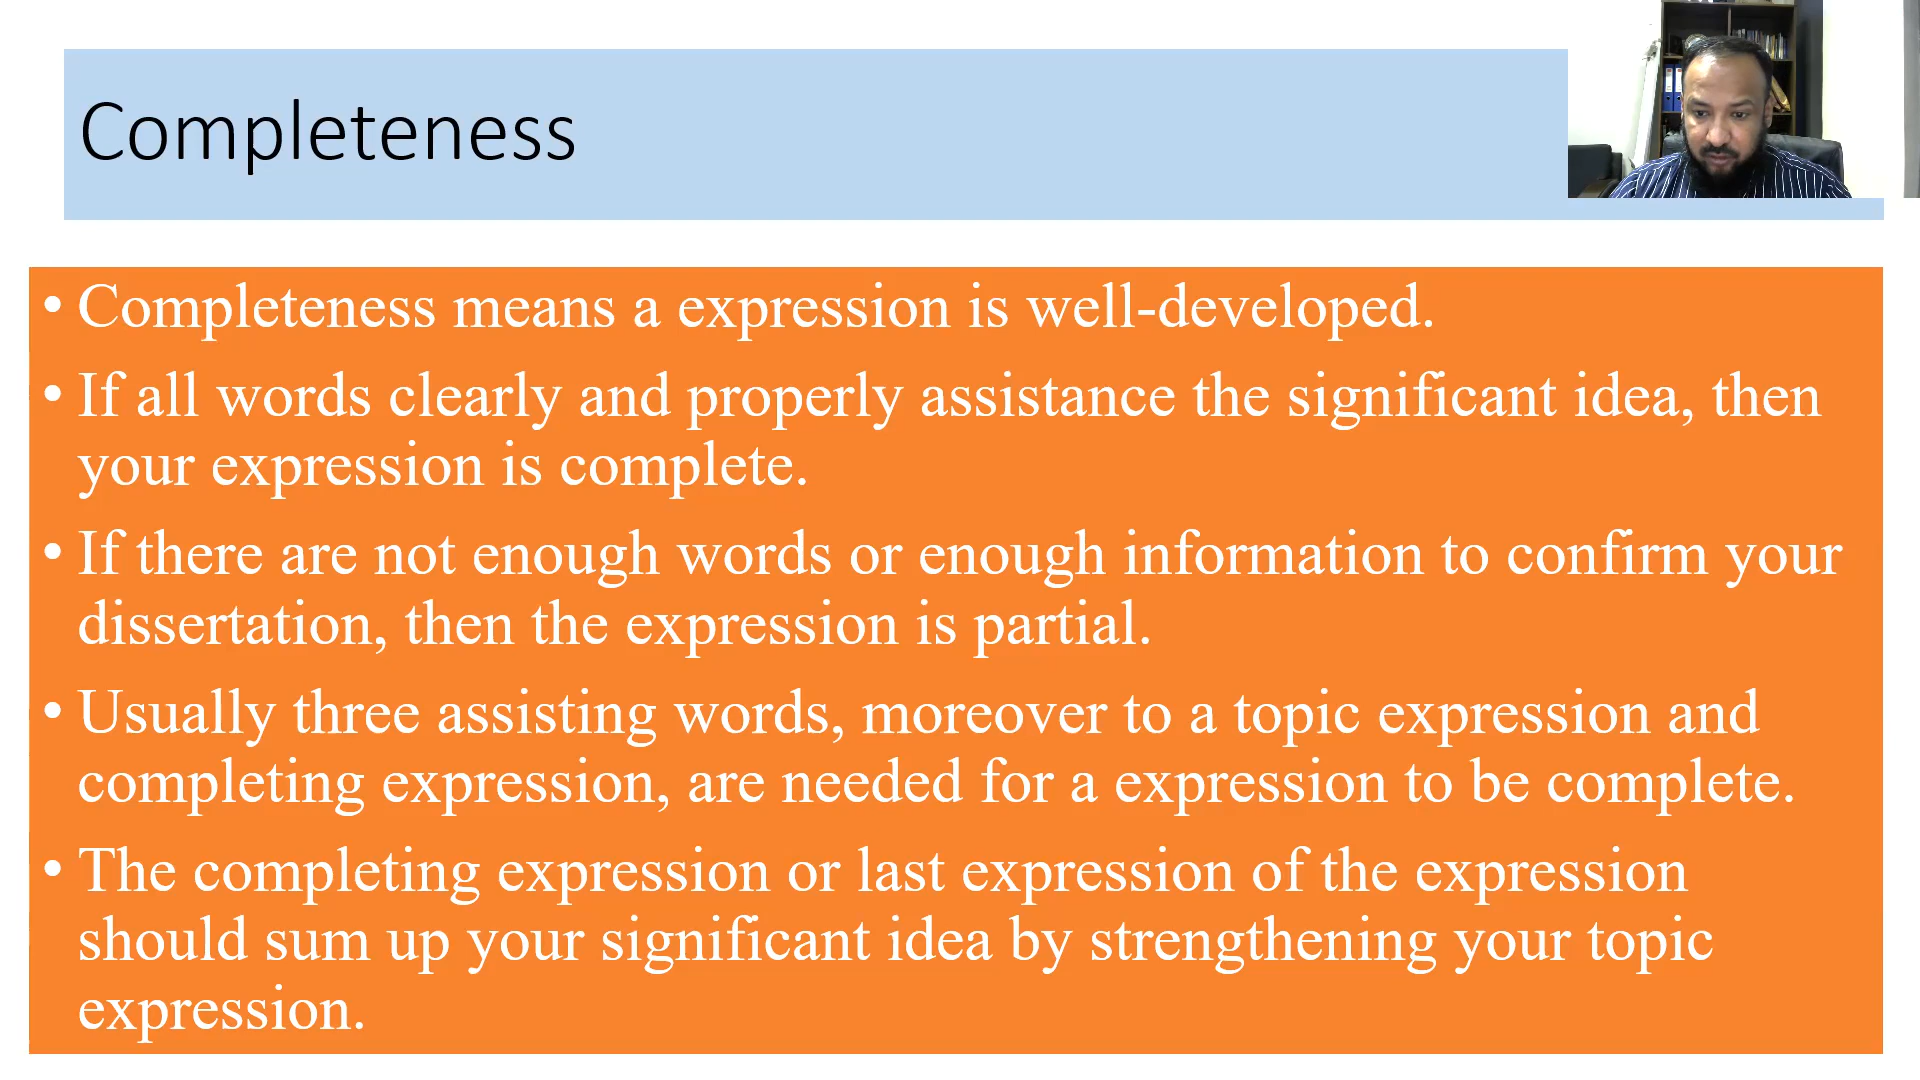 Completeness
• Completeness means a expression is well-developed.
• If all words clearly and properly assistance the significant idea, then
your expression is complete.
• If there are not enough words or enough information to confirm your
dissertation, then the expression is partial.
• Usually three assisting words, moreover to a topic expression and
completing expression, are needed for a expression to be complete.
• The completing expression or last expression of the expression
should sum up your significant idea by strengthening your topic
expression.